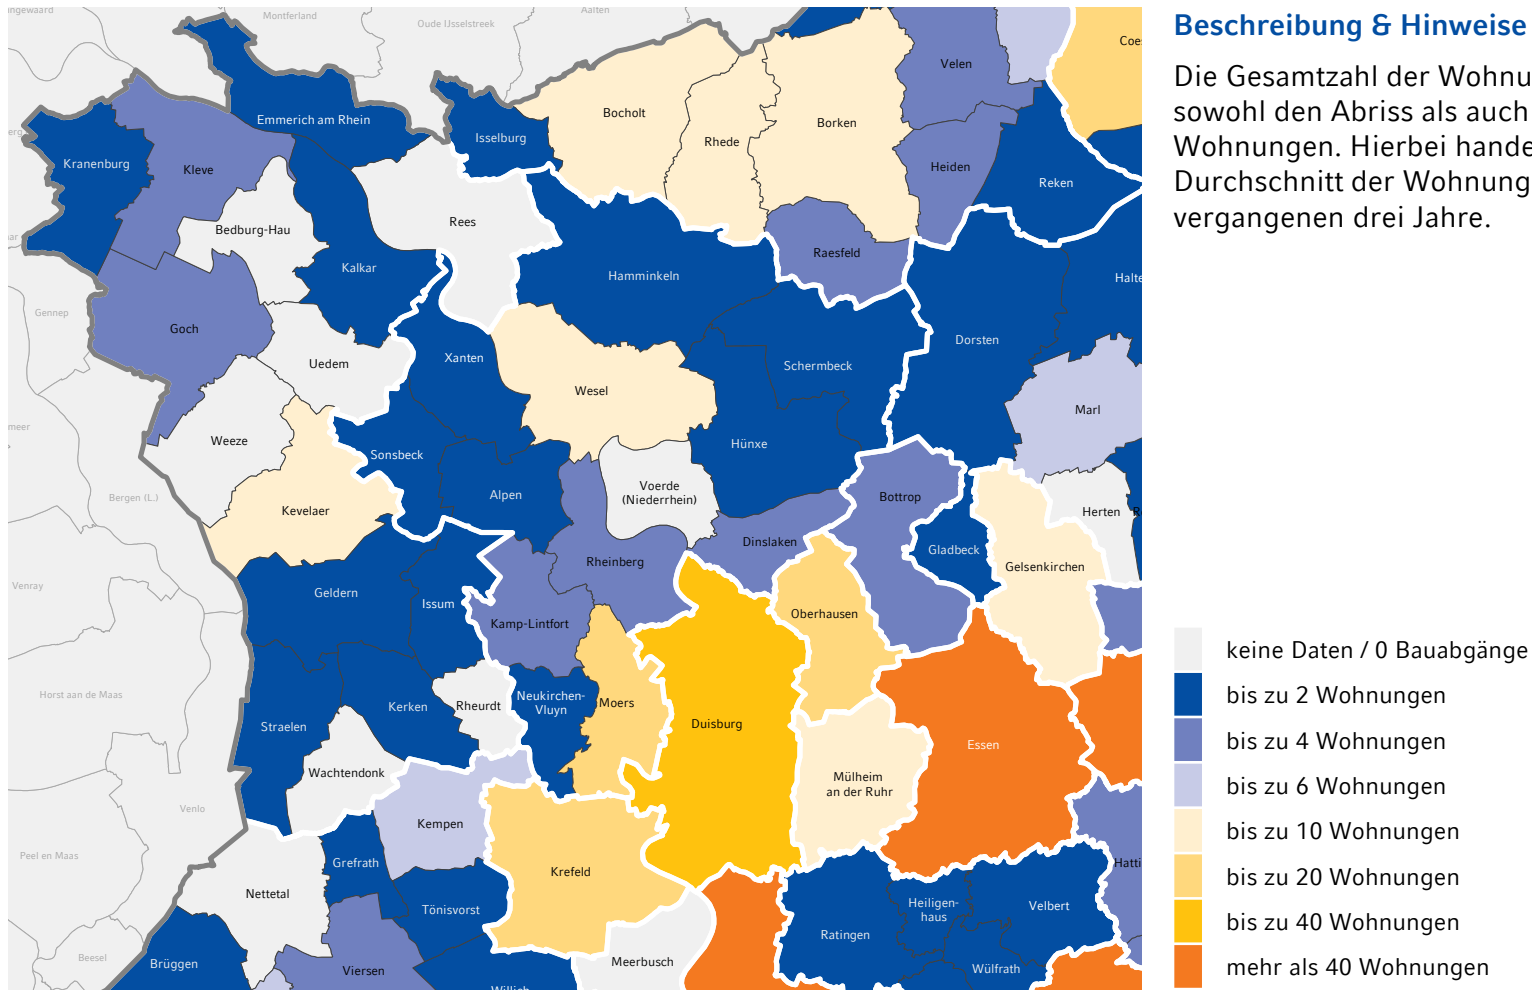 Beschreibung & Hinweise
Die Gesamtzahl der Wohnu
sowohl den Abriss als auch
Wohnungen. Hierbei hande
Durchschnitt der Wohnung
vergangenen drei Jahre.
ngewaard
Montferland
Oude IJsselstreek
Aalten
Coes
Velen
Bocholt
Borken
Emmerich am Rhein
Isselburg
Rhede
Kranenburg
Kleve
Heiden
Reken
Rees
Bedburg-Hau
Raesfeld
Kalkar
Hamminkeln
Halte
Gennep
Goch
Dorsten
Uedem
Xanten
Schermbeck
Wesel
Marl
meer
Weeze
Hünxe
Sonsbeck
Voerde
(Niederrhein)
Bergen (L.)
Alpen
Bottrop
Kevelaer
Herten
Dinslaken
Gladbeck
Rheinberg
Gelsenkirchen
Venray
Geldern
Issum
Oberhausen
Kamp-Lintfort
Horst aan de Maas
Neukirchen-
Vluyn
Kerken
Rheurdt
Moers
Straelen
Duisburg
Essen
Wachtendonk
Mülheim
an der Ruhr
Venlo
Kempen
Peel en Maas
Grefrath
Hatti
Krefeld
Nettetal
Tönisvorst
Heiligen-
haus
Velbert
Ratingen
Beesel
Brüggen
Viersen
Meerbusch
Wülfrath
Willich
keine Daten / 0 Bauabgänge
bis zu 2 Wohnungen
bis zu 4 Wohnungen
bis zu 6 Wohnungen
bis zu 10 Wohnungen
bis zu 20 Wohnungen
bis zu 40 Wohnungen
mehr als 40 Wohnungen